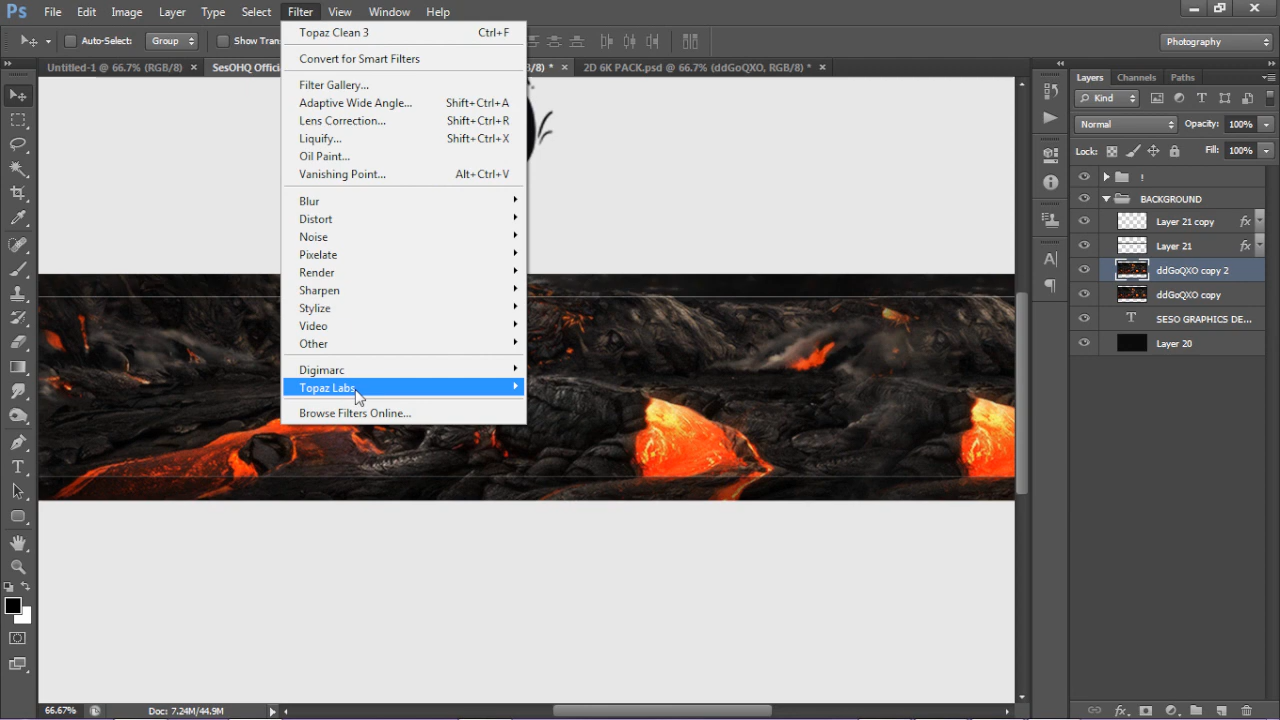 Ps File Edit Image Layer Type Select Filter View Window Help
Auto-Select: Group Show Tran
Photography
Untitled-1 @ 66.7% (RGB/8) × SesOHQ Offici 8) * × 2D 6K PACK.psd @ 66.7% (ddGoQXO, RGB/8) * ×
Topaz Clean 3 Ctrl+F
Convert for Smart Filters
Filter Gallery...
Adaptive Wide Angle... Shift+Ctrl+A
Lens Correction... Shift+Ctrl+R
Liquify... Shift+Ctrl+X
Oil Paint...
Vanishing Point... Alt+Ctrl+V
Blur
Distort
Noise
Pixelate
Render
Sharpen
Stylize
Video
Other
Digimarc
Topaz Labs
Browse Filters Online...
Layers Channels Paths
Kind
Normal Opacity: 100%
Lock: Fill: 100%
!
BACKGROUND
Layer 21 copy fx
Layer 21 fx
ddGoQXO copy 2
ddGoQXO copy
T SESO GRAPHICS DE...
Layer 20
66.67% Doc: 7.24M/44.9M